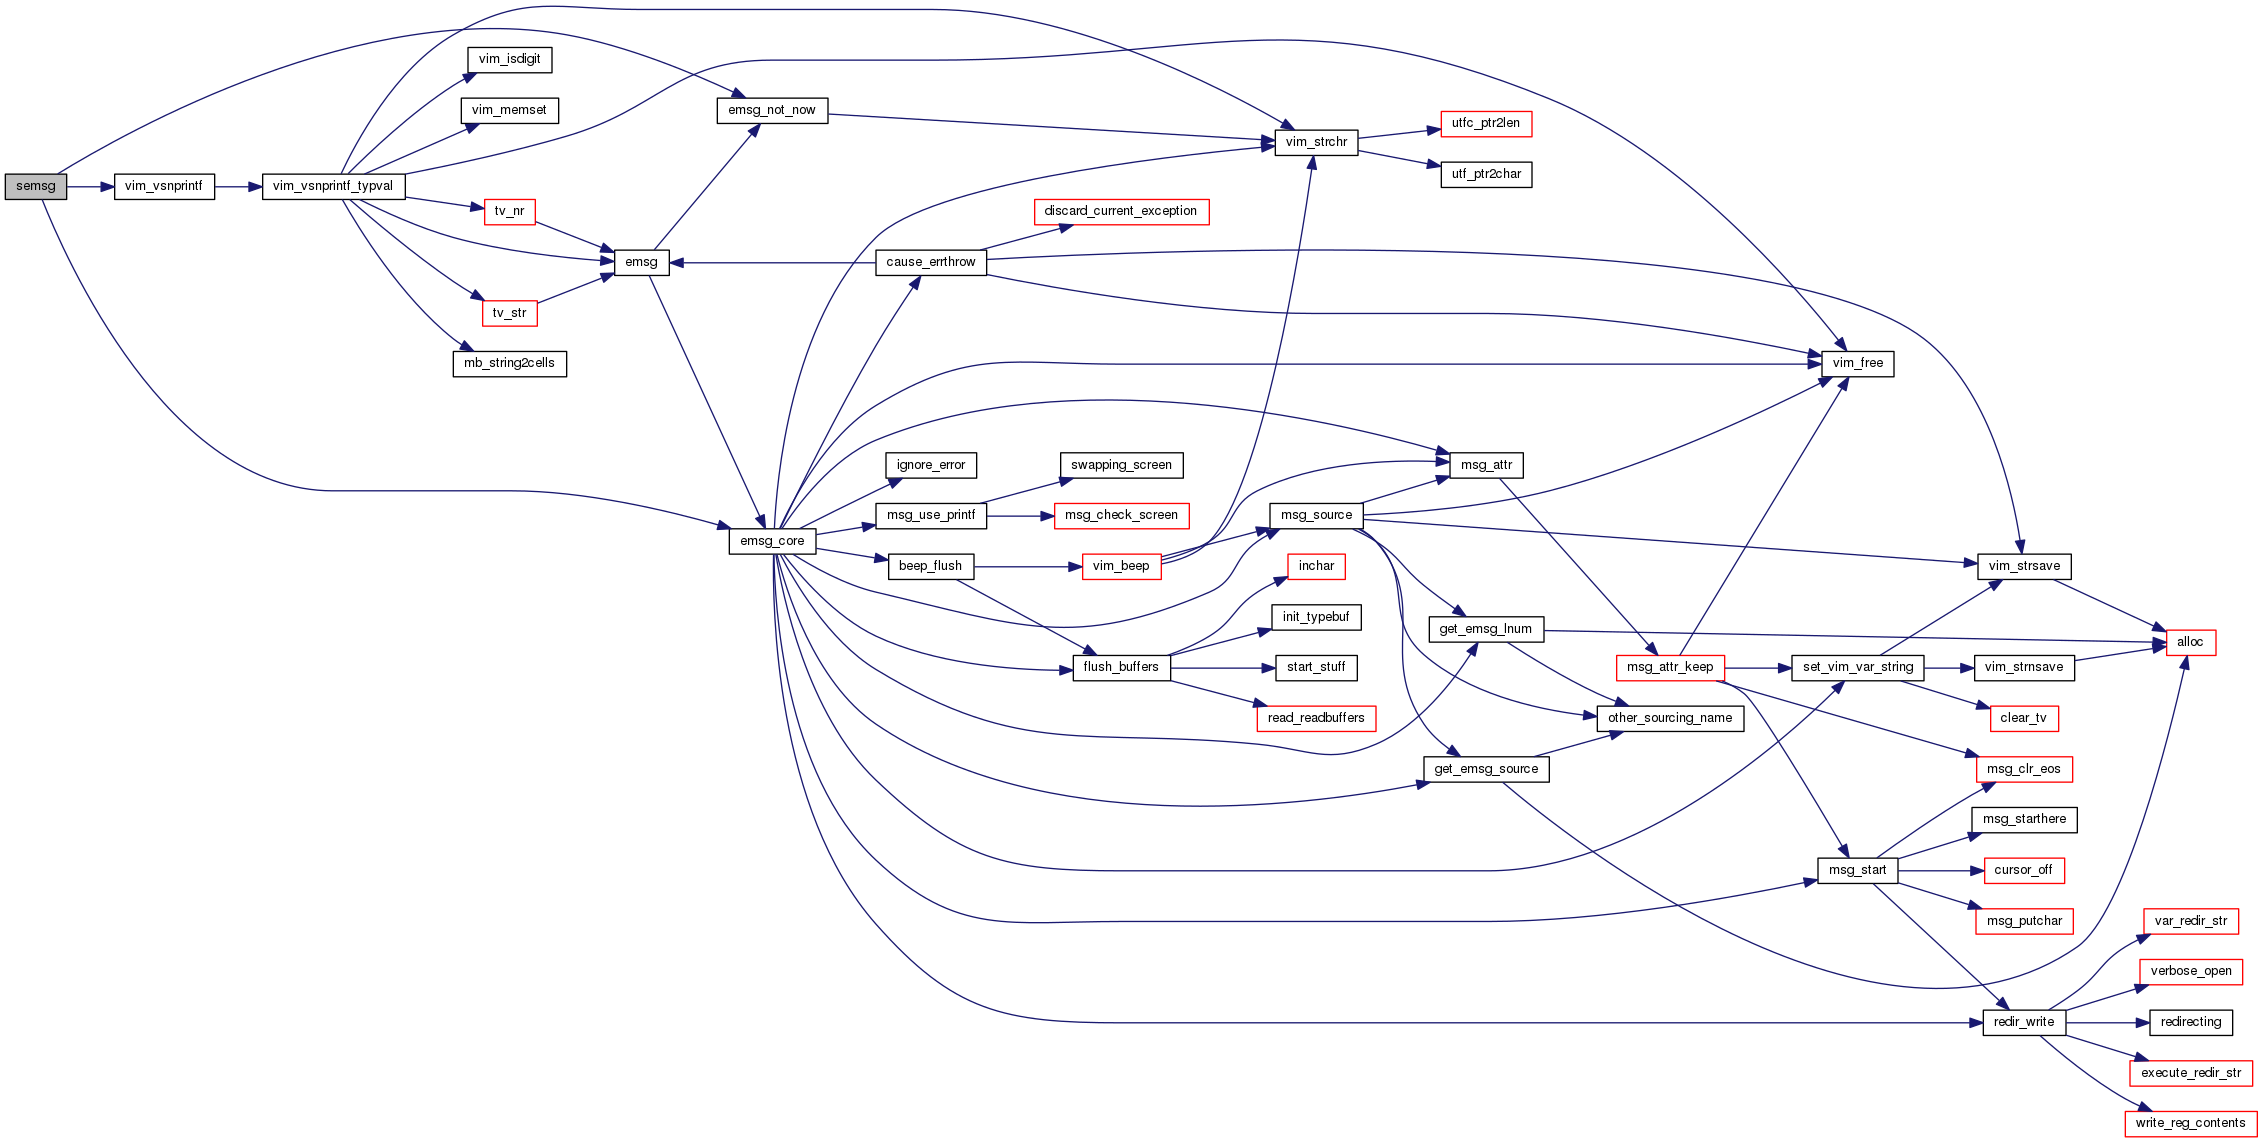 semsg
vim_vsnprintf
vim_vsnprintf_typval
vim_isdigit
vim_memset
tv_nr
tv_str
mb_string2cells
emsg
emsg_not_now
emsg_core
cause_errthrow
discard_current_exception
ignore_error
msg_use_printf
swapping_screen
msg_check_screen
beep_flush
vim_beep
flush_buffers
inchar
init_typebuf
start_stuff
read_readbuffers
vim_strchr
utfc_ptr2len
utf_ptr2char
msg_source
msg_attr
get_emsg_lnum
get_emsg_source
other_sourcing_name
msg_attr_keep
vim_free
set_vim_var_string
vim_strsave
vim_strnsave
clear_tv
alloc
msg_clr_eos
msg_start
msg_starthere
cursor_off
msg_putchar
redir_write
var_redir_str
verbose_open
redirecting
execute_redir_str
write_reg_contents